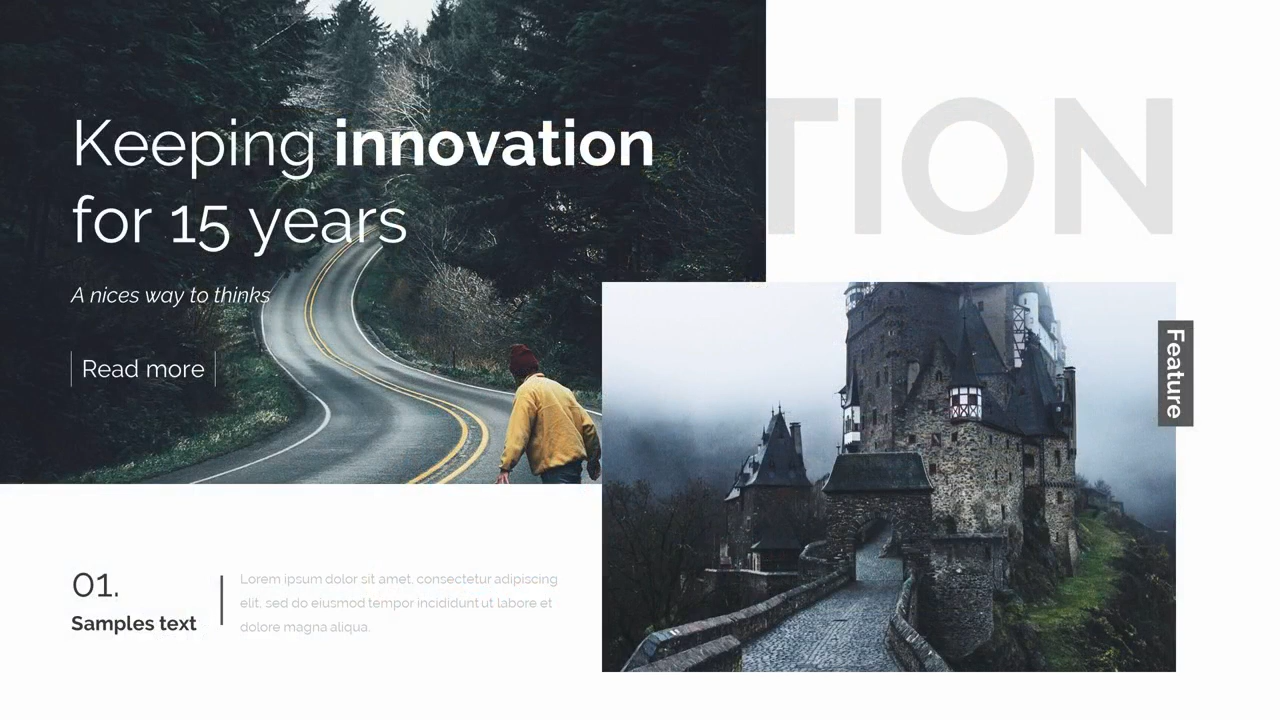 Keeping innovation
for 15 years
TION
A nices way to thinks
Read more
Feature
01.
Samples text
Lorem ipsum dolor sit amet, consectetur adipiscing
elit, sed do eiusmod tempor incididunt ut labore et
dolore magna aliqua.